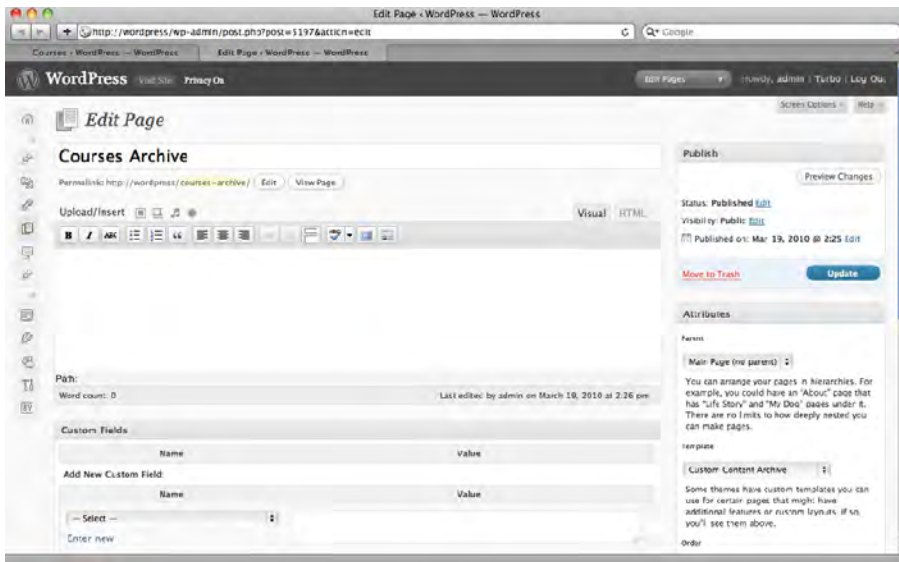 Edit Page ‹ WordPress — WordPress
http://wordpress/wp-admin/post.php?post=5197&action=edit
Google
Courses ‹ WordPress — WordPress
Edit Page ‹ WordPress — WordPress
WordPress Visit Site Privacy On
Edit Pages
Howdy, admin | Turbo | Log Out
Screen Options
Help
Edit Page
Courses Archive
Permalink: http://wordpress/courses-archive/ Edit View Page
Upload/Insert
Visual HTML
B I ABC
Path:
Word count: 0
Last edited by admin on March 19, 2010 at 2:26 pm
Custom Fields
Name Value
Add New Custom Field:
Name Value
— Select —
Enter new
Publish
Preview Changes
Status: Published Edit
Visibility: Public Edit
Published on: Mar 19, 2010 @ 2:25 Edit
Move to Trash
Update
Attributes
Parent
Main Page (no parent)
You can arrange your pages in hierarchies. For
example, you could have an "About" page that
has "Life Story" and "My Dog" pages under it.
There are no limits to how deeply nested you
can make pages.
Template
Custom Content Archive
Some themes have custom templates you can
use for certain pages that might have
additional features or custom layouts. If so,
you'll see them above.
Order